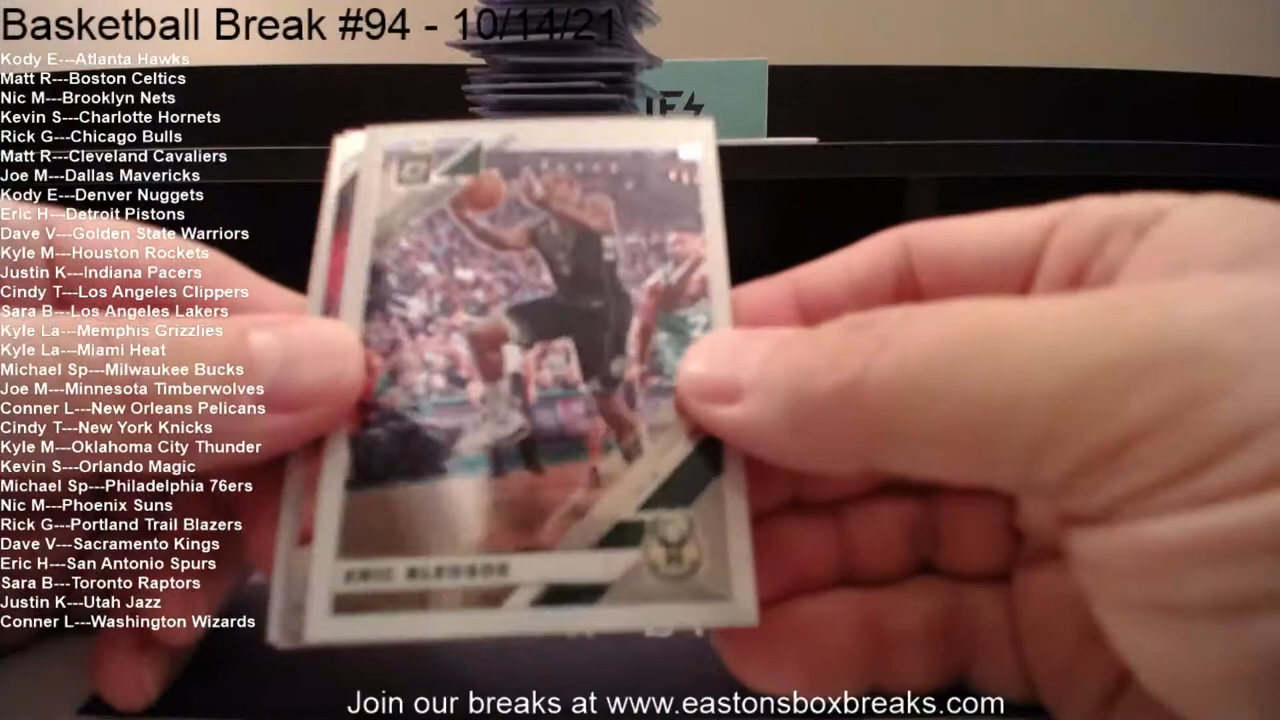 Basketball Break #94 - 10/14/21
Kody E---Atlanta Hawks
Matt R---Boston Celtics
Nic M---Brooklyn Nets
Kevin S---Charlotte Hornets
Rick G---Chicago Bulls
Matt R---Cleveland Cavaliers
Joe M---Dallas Mavericks
Kody E---Denver Nuggets
Eric H---Detroit Pistons
Dave V---Golden State Warriors
Kyle M---Houston Rockets
Justin K---Indiana Pacers
Cindy T---Los Angeles Clippers
Sara B---Los Angeles Lakers
Kyle La---Memphis Grizzlies
Kyle La---Miami Heat
Michael Sp---Milwaukee Bucks
Joe M---Minnesota Timberwolves
Conner L---New Orleans Pelicans
Cindy T---New York Knicks
Kyle M---Oklahoma City Thunder
Kevin S---Orlando Magic
Michael Sp---Philadelphia 76ers
Nic M---Phoenix Suns
Rick G---Portland Trail Blazers
Dave V---Sacramento Kings
Eric H---San Antonio Spurs
Sara B---Toronto Raptors
Justin K---Utah Jazz
Conner L---Washington Wizards
ERIC BLEDSOE
Join our breaks at www.eastonsboxbreaks.com